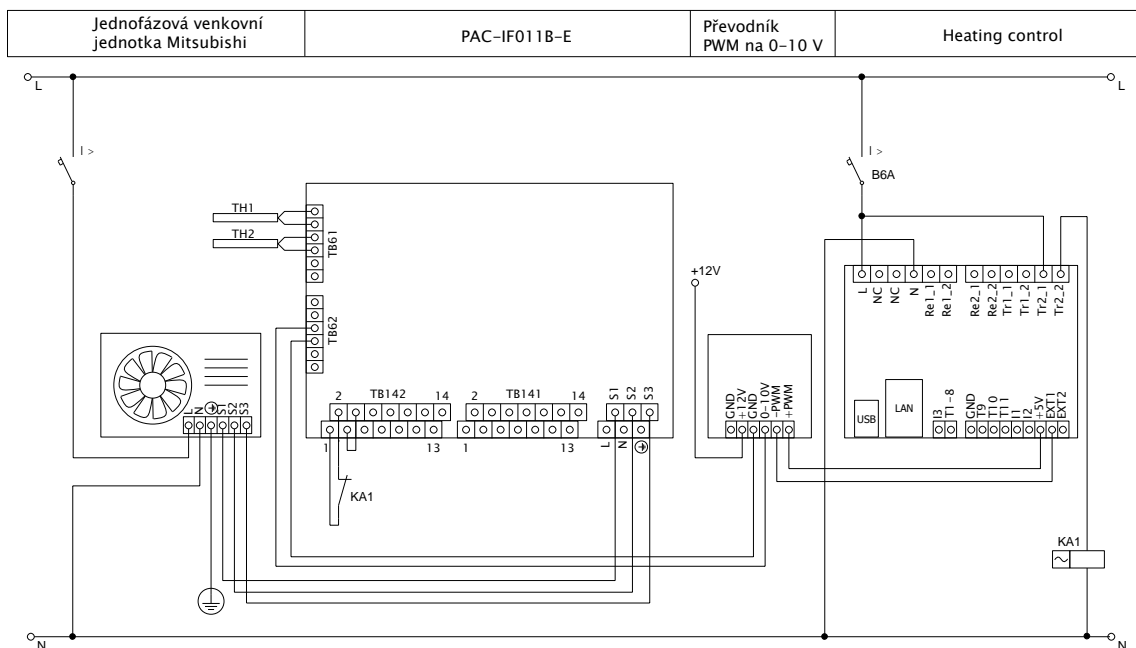 Jednofázová venkovní
jednotka Mitsubishi
PAC-IF011B-E
Převodník
PWM na 0-10 V
Heating control
L
L
I >
I >
B6A
TH1
TH2
TB61
+12V
TB62
L
NC
NC
N
Re1_1
Re1_2
Re2_1
Re2_2
Tr1_1
Tr1_2
Tr2_1
Tr2_2
2
TB142
14
2
TB141
14
S1
S2
S3
L
N
S1
S2
S3
GND
+12V
GND
0-10V
-PWM
+PWM
USB
LAN
I3
T1-8
GND
T9
T10
T11
I1
I2
+5V
EXT1
EXT2
1
13
1
13
L
N
KA1
KA1
N
N